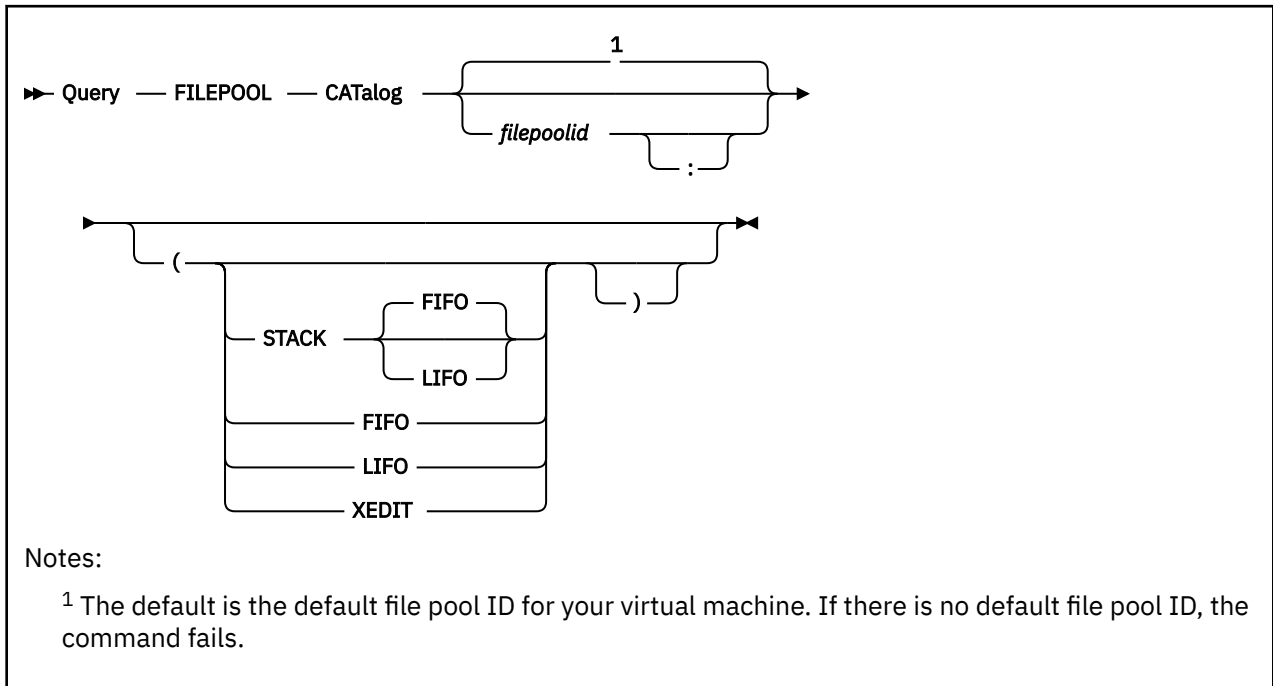 1
Query FILEPOOL CATalog
filepoolid
:
(
FIFO
)
STACK
LIFO
FIFO
LIFO
XEDIT
Notes:
1 The default is the default file pool ID for your virtual machine. If there is no default file pool ID, the
command fails.